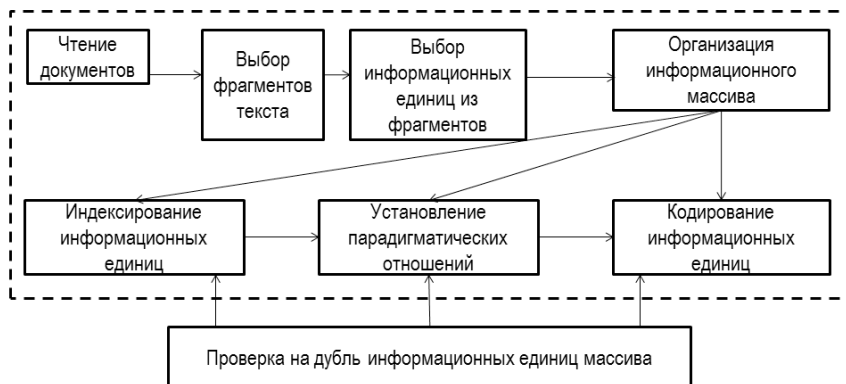 Чтение
документов
Выбор
фрагментов
текста
Выбор
информационных
единиц из
фрагментов
Организация
информационного
массива
Индексирование
информационных
единиц
Установление
парадигматических
отношений
Кодирование
информационных
единиц
Проверка на дубль информационных единиц массива